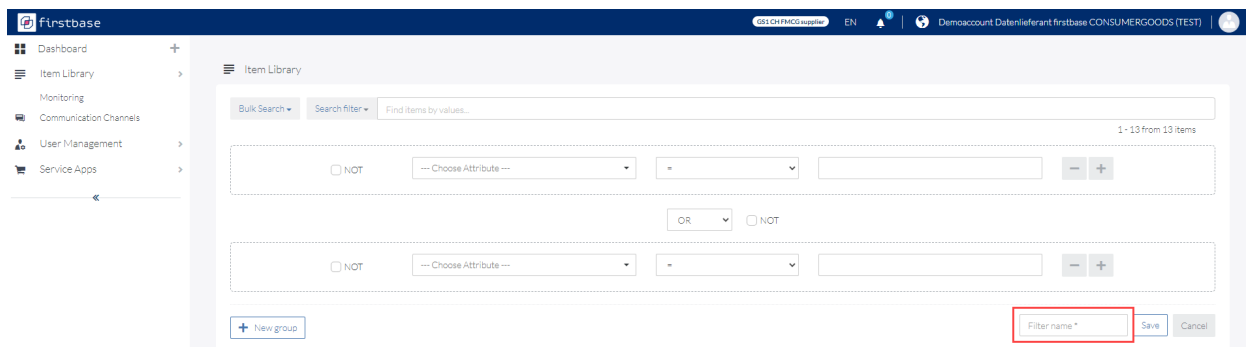 firstbase
GS1 CH FMCG supplier EN 0 Demoaccount Datenlieferant firstbase CONSUMERGOODS (TEST)
Dashboard
Item Library
Monitoring
Communication Channels
User Management
Service Apps
Item Library
Bulk Search Search filter Find items by values...
1 - 13 from 13 items
NOT --- Choose Attribute --- =
OR NOT
NOT --- Choose Attribute --- =
+ New group Filter name * Save Cancel